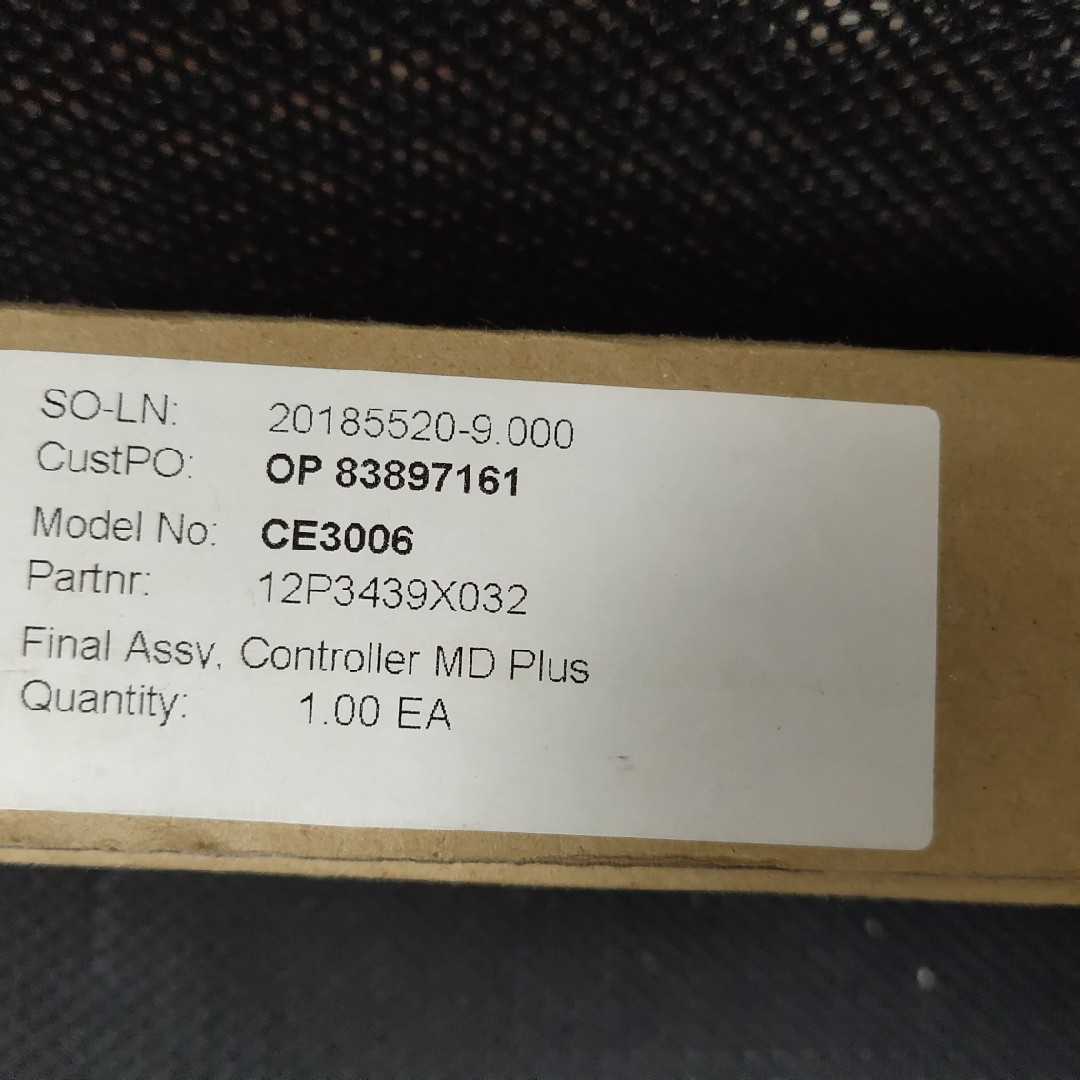 SO-LN: 20185520-9.000
CustPO: OP 83897161
Model No: CE3006
Partnr: 12P3439X032
Final Assy, Controller MD Plus
Quantity: 1.00 EA